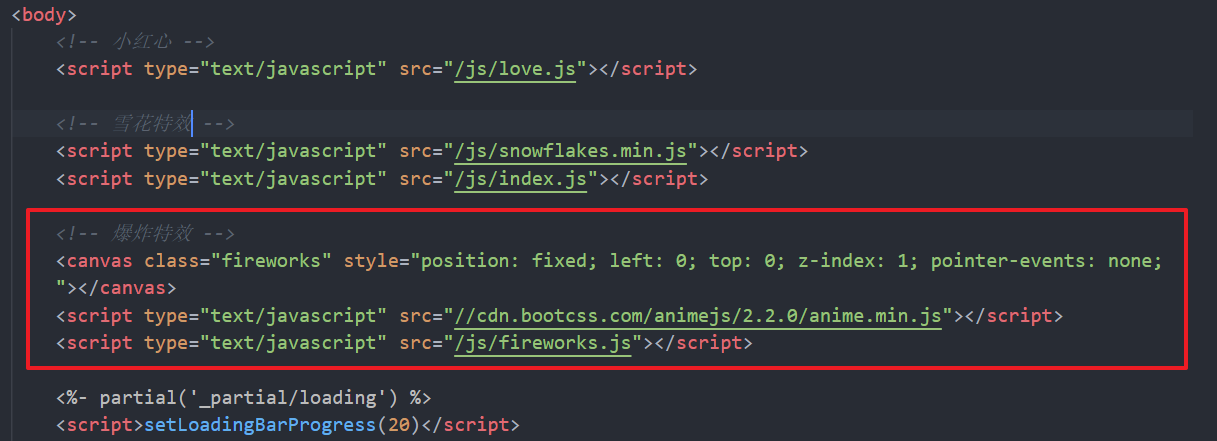 <body>
<!-- 小红心 -->
<script type="text/javascript" src="/js/love.js"></script>
<!-- 雪花特效 -->
<script type="text/javascript" src="/js/snowflakes.min.js"></script>
<script type="text/javascript" src="/js/index.js"></script>
<!-- 爆炸特效 -->
<canvas class="fireworks" style="position: fixed; left: 0; top: 0; z-index: 1; pointer-events: none;
"></canvas>
<script type="text/javascript" src="//cdn.bootcss.com/animejs/2.2.0/anime.min.js"></script>
<script type="text/javascript" src="/js/fireworks.js"></script>
<%- partial('_partial/loading') %>
<script>setLoadingBarProgress(20)</script>